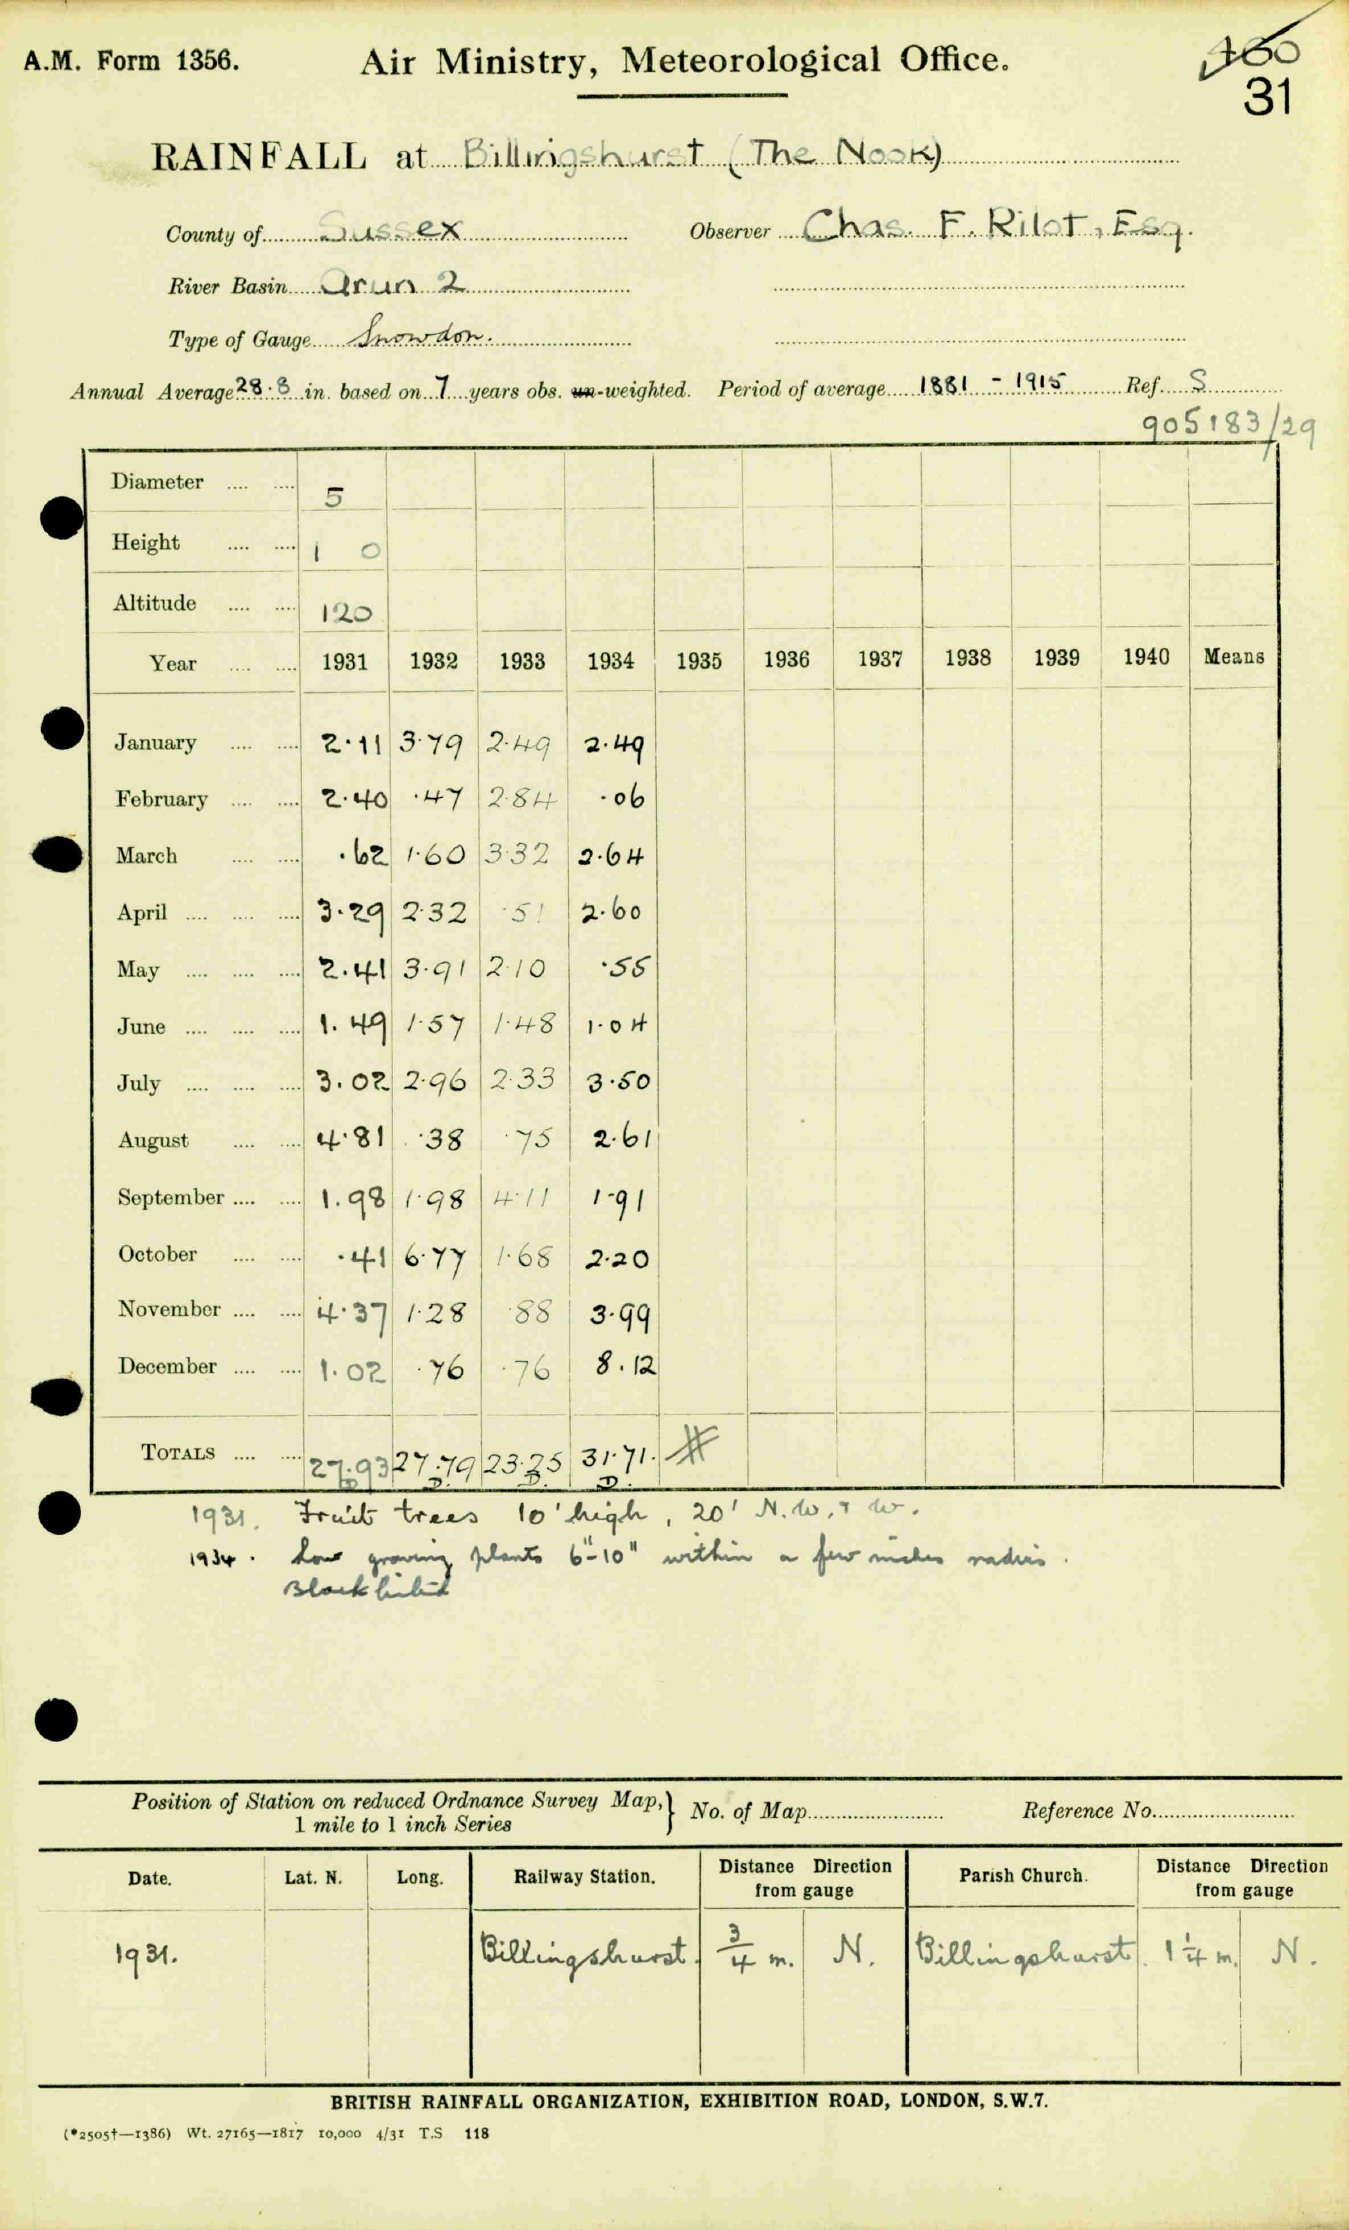 A.M. Form 1356. Air Ministry, Meteorological Office. 160
31
RAINFALL at Billingshurst (The Nook)
County of Sussex Observer Chas. F. Rilot, Esq.
River Basin Arun 2
Type of Gauge Snowdon.
Annual Average 28.8 in. based on 7 years obs. un-weighted. Period of average 1881 - 1915 Ref. S
905183/29
Diameter .... .... 5
Height .... .... 1 0
Altitude .... .... 120
Year .... .... 1931 1932 1933 1934 1935 1936 1937 1938 1939 1940 Means
January .... .... 2.11 3.79 2.49 2.49
February .... .... 2.40 .47 2.84 .06
March .... .... .62 1.60 3.32 2.64
April .... .... .... 3.29 2.32 .51 2.60
May .... .... .... 2.41 3.91 2.10 .55
June .... .... .... 1.49 1.57 1.48 1.04
July .... .... .... 3.02 2.96 2.33 3.50
August .... .... 4.81 .38 .75 2.61
September .... .... 1.98 1.98 4.11 1.91
October .... .... .41 6.77 1.68 2.20
November .... .... 4.37 1.28 .88 3.99
December .... .... 1.02 .76 .76 8.12
TOTALS .... .... 27.93 27.79 23.25 31.71.
D D. D. D.
1931. Fruit trees 10' high, 20' N.W. & W.
1934. Low growing plants 6"-10" within a few inches radius.
Position of Station on reduced Ordnance Survey Map, } No. of Map Reference No.
1 mile to 1 inch Series
Date. Lat. N. Long. Railway Station. Distance Direction from gauge Parish Church. Distance Direction from gauge
1931. Billingshurst. 3/4 m. N. Billingshurst. 1 1/4 m. N.
BRITISH RAINFALL ORGANIZATION, EXHIBITION ROAD, LONDON, S.W.7.
(*2505†—1386) Wt. 27165—1817 10,000 4/31 T.S 118